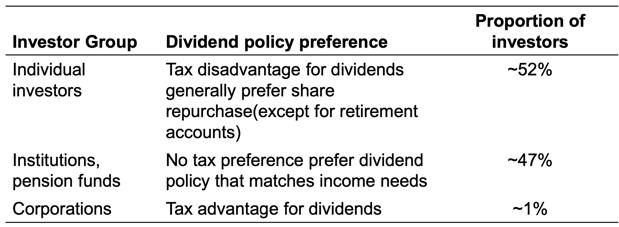 Investor Group Dividend policy preference Proportion of investors
Individual investors Tax disadvantage for dividends generally prefer share repurchase(except for retirement accounts) ~52%
Institutions, pension funds No tax preference prefer dividend policy that matches income needs ~47%
Corporations Tax advantage for dividends ~1%